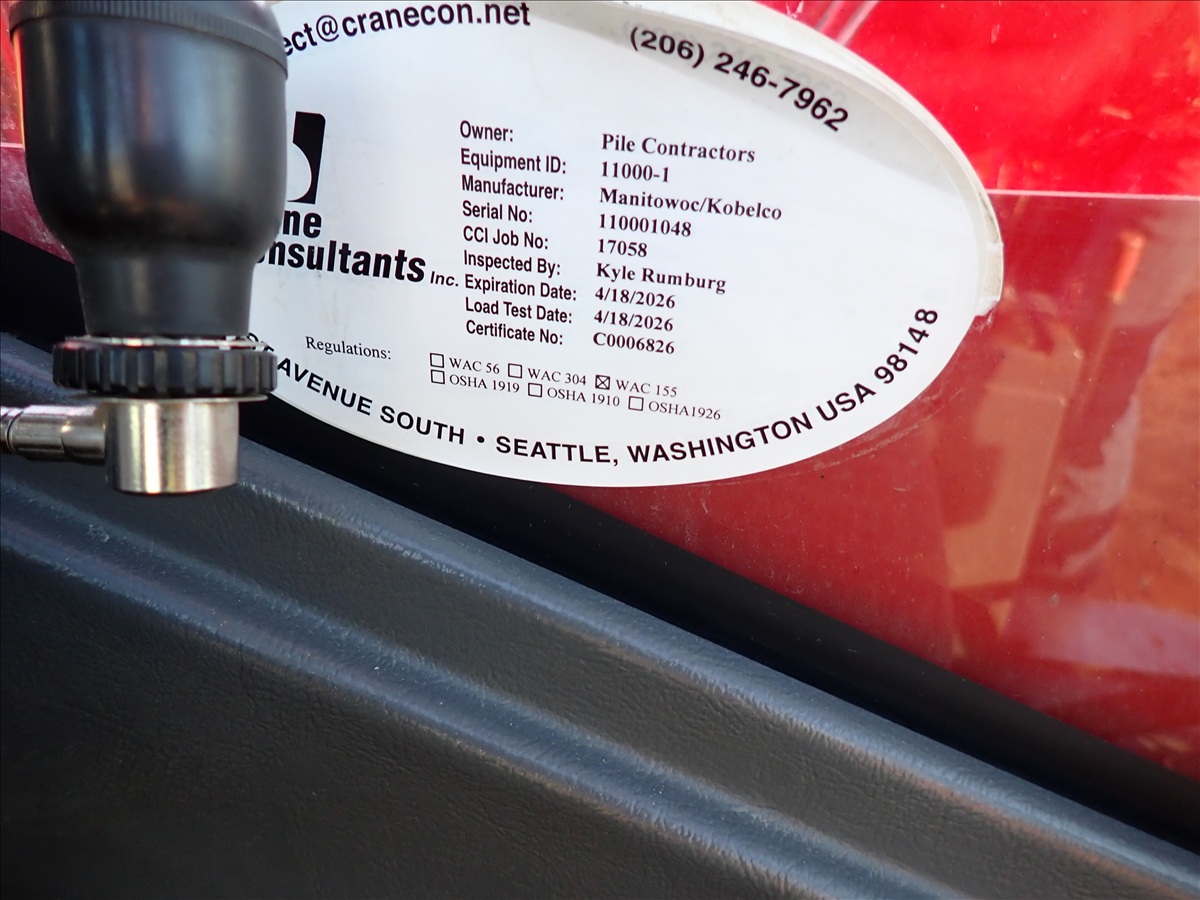 ect@cranecon.net
(206) 246-7962
Owner: Pile Contractors
Equipment ID: 11000-1
Manufacturer: Manitowoc/Kobelco
Serial No: 110001048
CCI Job No: 17058
Inspected By: Kyle Rumburg
Expiration Date: 4/18/2026
Load Test Date: 4/18/2026
Certificate No: C0006826
ne
nsultants Inc.
Regulations:
☐ WAC 56 ☐ WAC 304 ☒ WAC 155
☐ OSHA 1919 ☐ OSHA 1910 ☐ OSHA1926
AVENUE SOUTH • SEATTLE, WASHINGTON USA 98148